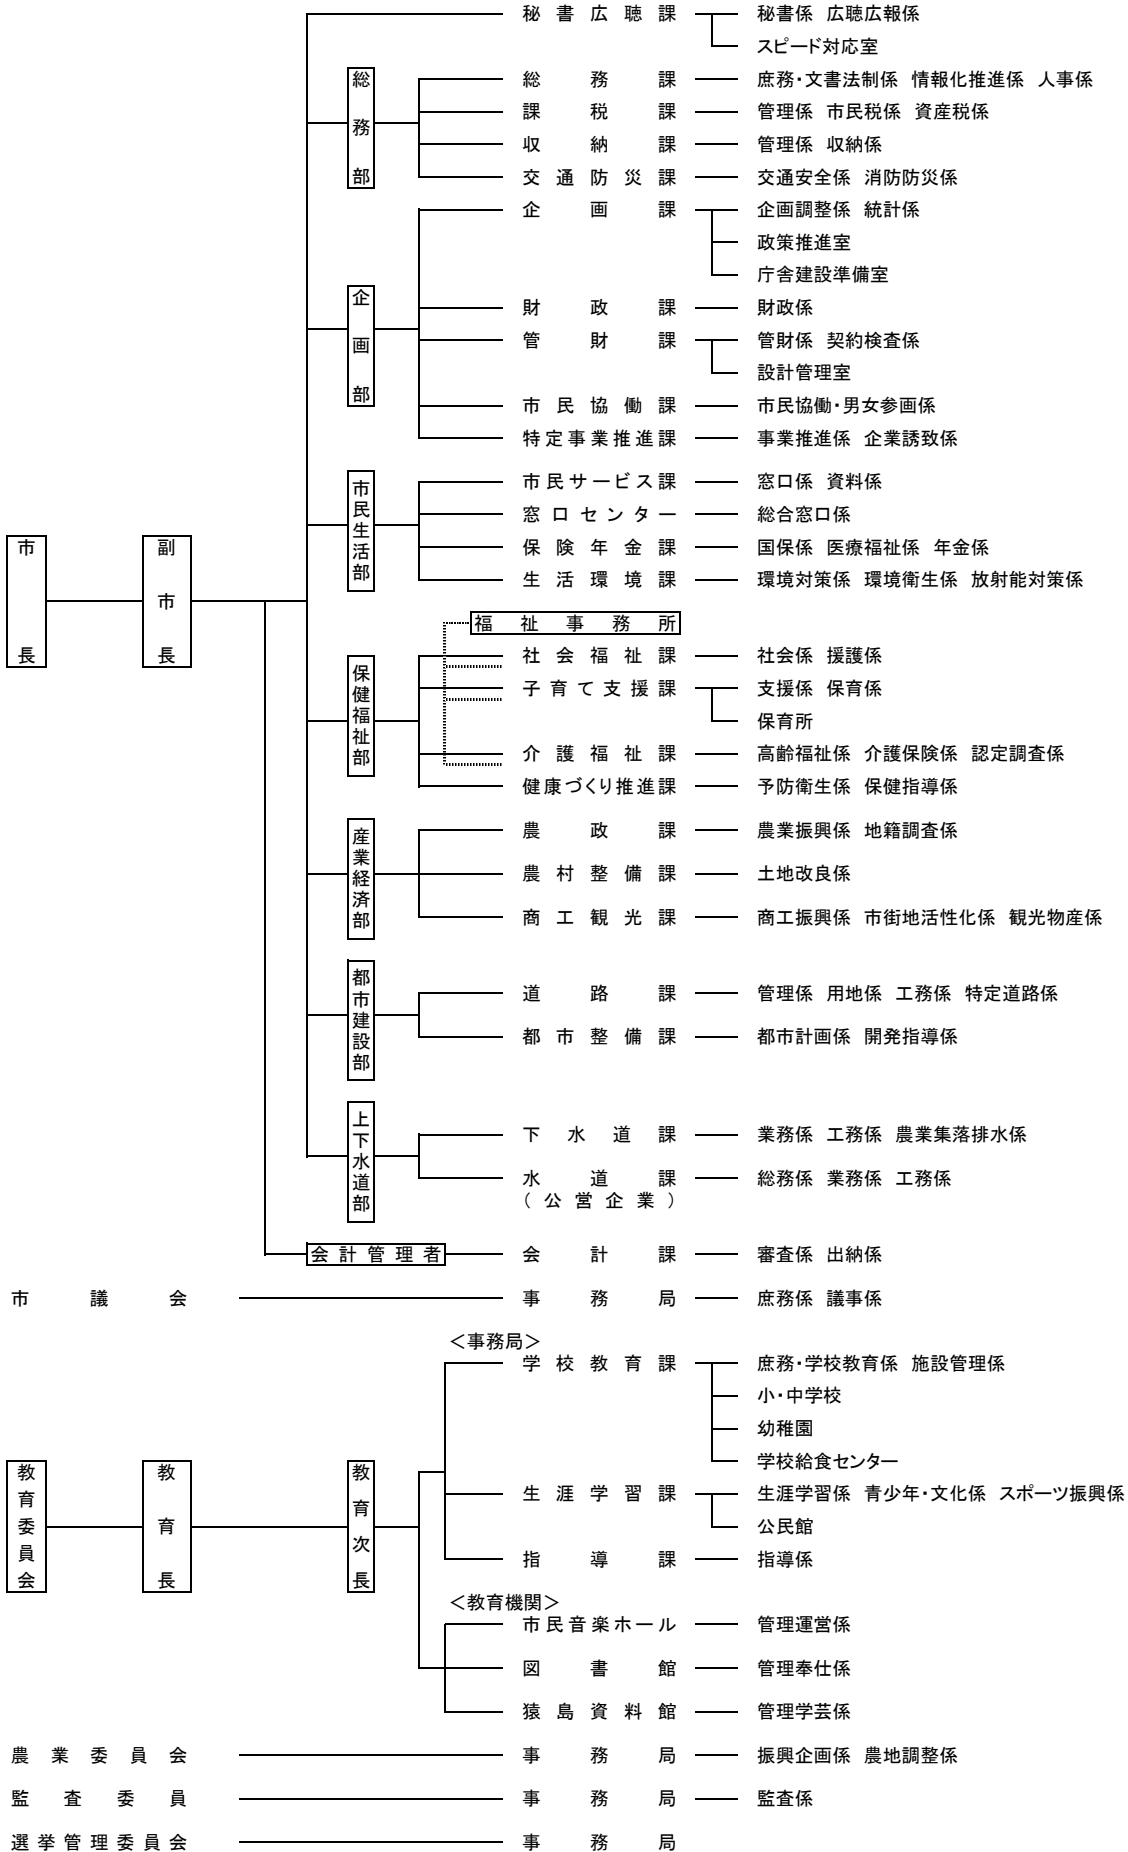 秘書広聴課 秘書係 広聴広報係
スピード対応室
総務部
総務課 庶務・文書法制係 情報化推進係 人事係
課税課 管理係 市民税係 資産税係
収納課 管理係 収納係
交通防災課 交通安全係 消防防災係
企画部
企画課 企画調整係 統計係
政策推進室
庁舎建設準備室
財政課 財政係
管財課 管財係 契約検査係
設計管理室
市民協働課 市民協働・男女参画係
特定事業推進課 事業推進係 企業誘致係
市民生活部
市民サービス課 窓口係 資料係
窓口センター 総合窓口係
保険年金課 国保係 医療福祉係 年金係
生活環境課 環境対策係 環境衛生係 放射能対策係
市長
副市長
福祉事務所
保健福祉部
社会福祉課 社会係 援護係
子育て支援課 支援係 保育係
保育所
介護福祉課 高齢福祉係 介護保険係 認定調査係
健康づくり推進課 予防衛生係 保健指導係
産業経済部
農政課 農業振興係 地籍調査係
農村整備課 土地改良係
商工観光課 商工振興係 市街地活性化係 観光物産係
都市建設部
道路課 管理係 用地係 工務係 特定道路係
都市整備課 都市計画係 開発指導係
上下水道部
下水道課 業務係 工務係 農業集落排水係
水道課 総務係 業務係 工務係
(公営企業)
会計管理者 会計課 審査係 出納係
市議会 事務局 庶務係 議事係
<事務局>
学校教育課 庶務・学校教育係 施設管理係
小・中学校
幼稚園
学校給食センター
教育委員会
教育長
教育次長
生涯学習課 生涯学習係 青少年・文化係 スポーツ振興係
公民館
指導課 指導係
<教育機関>
市民音楽ホール 管理運営係
図書館 管理奉仕係
猿島資料館 管理学芸係
農業委員会 事務局 振興企画係 農地調整係
監査委員 事務局 監査係
選挙管理委員会 事務局